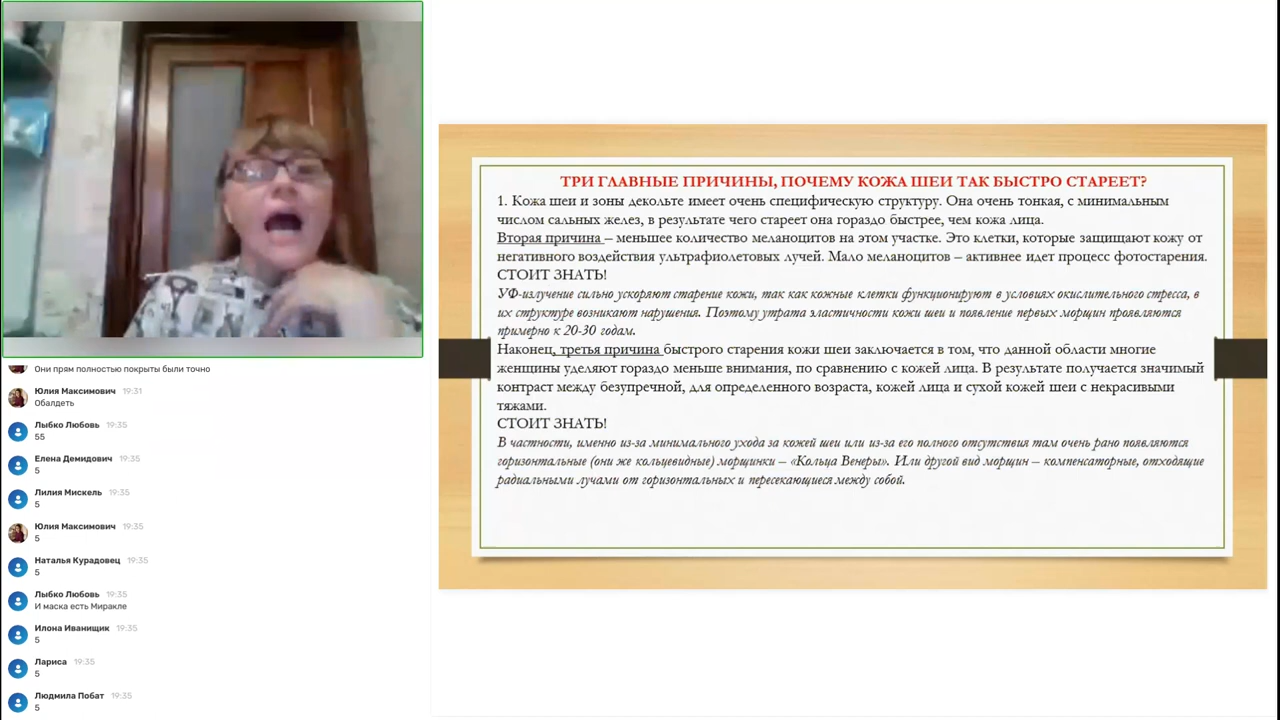 ТРИ ГЛАВНЫЕ ПРИЧИНЫ, ПОЧЕМУ КОЖА ШЕИ ТАК БЫСТРО СТАРЕЕТ?
1. Кожа шеи и зоны декольте имеет очень специфическую структуру. Она очень тонкая, с минимальным
числом сальных желез, в результате чего стареет она гораздо быстрее, чем кожа лица.
Вторая причина – меньшее количество меланоцитов на этом участке. Это клетки, которые защищают кожу от
негативного воздействия ультрафиолетовых лучей. Мало меланоцитов – активнее идет процесс фотостарения.
СТОИТ ЗНАТЬ!
УФ-излучение сильно ускоряют старение кожи, так как кожные клетки функционируют в условиях окислительного стресса, в
их структуре возникают нарушения. Поэтому утрата эластичности кожи шеи и появление первых морщин проявляются
примерно к 20-30 годам.
Наконец, третья причина быстрого старения кожи шеи заключается в том, что данной области многие
женщины уделяют гораздо меньше внимания, по сравнению с кожей лица. В результате получается значимый
контраст между безупречной, для определенного возраста, кожей лица и сухой кожей шеи с некрасивыми
тяжами.
СТОИТ ЗНАТЬ!
В частности, именно из-за минимального ухода за кожей шеи или из-за его полного отсутствия там очень рано появляются
горизонтальные (они же кольцевидные) морщинки – «Кольца Венеры». Или другой вид морщин – компенсаторные, отходящие
радиальными лучами от горизонтальных и пересекающиеся между собой.
Они прям полностью покрыты были точно
Юлия Максимович 19:31
Обалдеть
Лыбко Любовь 19:35
55
Елена Демидович 19:35
5
Лилия Мискель 19:35
5
Юлия Максимович 19:35
5
Наталья Курадовец 19:35
5
Лыбко Любовь 19:35
И маска есть Миракле
Илона Иванищик 19:35
5
Лариса 19:35
5
Людмила Побат 19:35
5